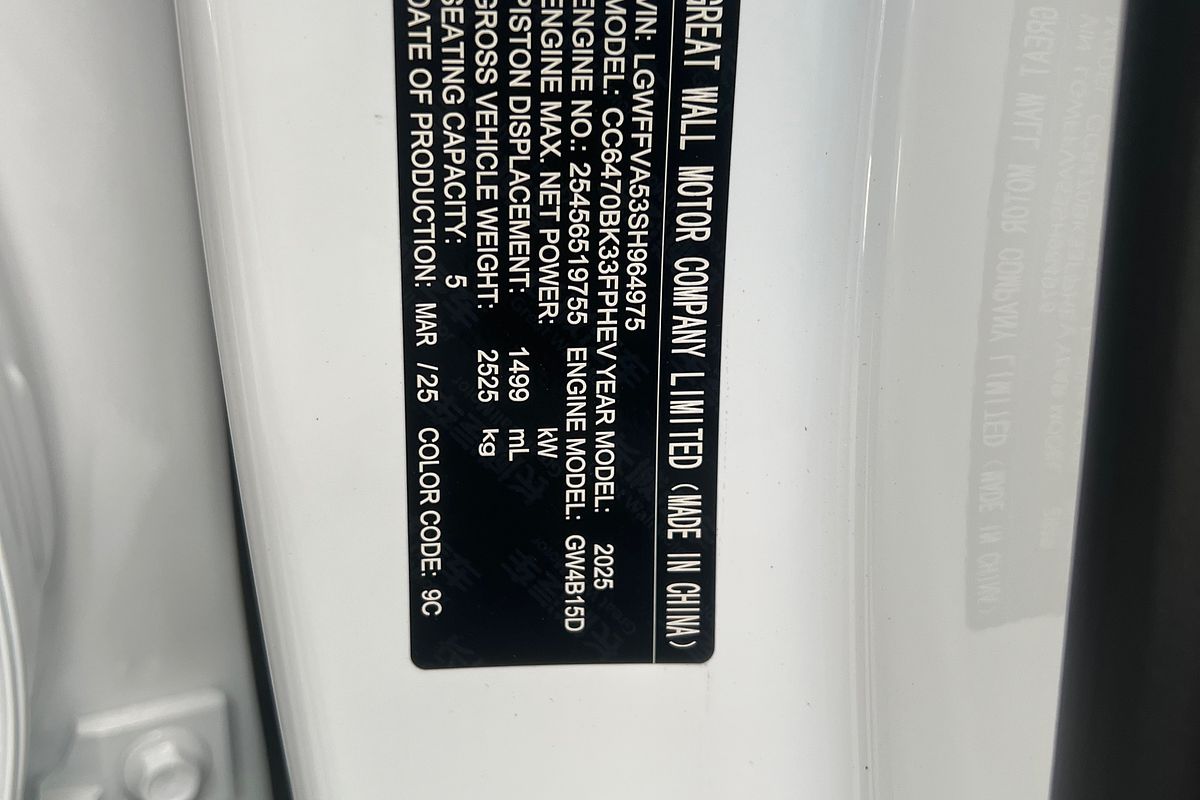 GREAT WALL MOTOR COMPANY LIMITED (MADE IN CHINA)
VIN: LGWFFVA53SH964975
MODEL: CC6470BK33FPHEV YEAR MODEL: 2025
ENGINE NO.: 25456519755 ENGINE MODEL: GW4B15D
ENGINE MAX. NET POWER: kW
PISTON DISPLACEMENT: 1499 mL
GROSS VEHICLE WEIGHT: 2525 kg
SEATING CAPACITY: 5
DATE OF PRODUCTION: MAR /25 COLOR CODE: 9C